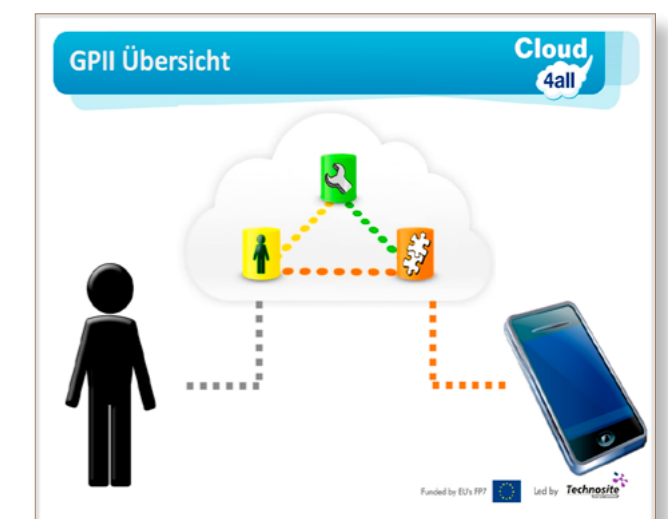 GPII Übersicht
Cloud
4all
Funded by EU's FP7
Led by Technosite